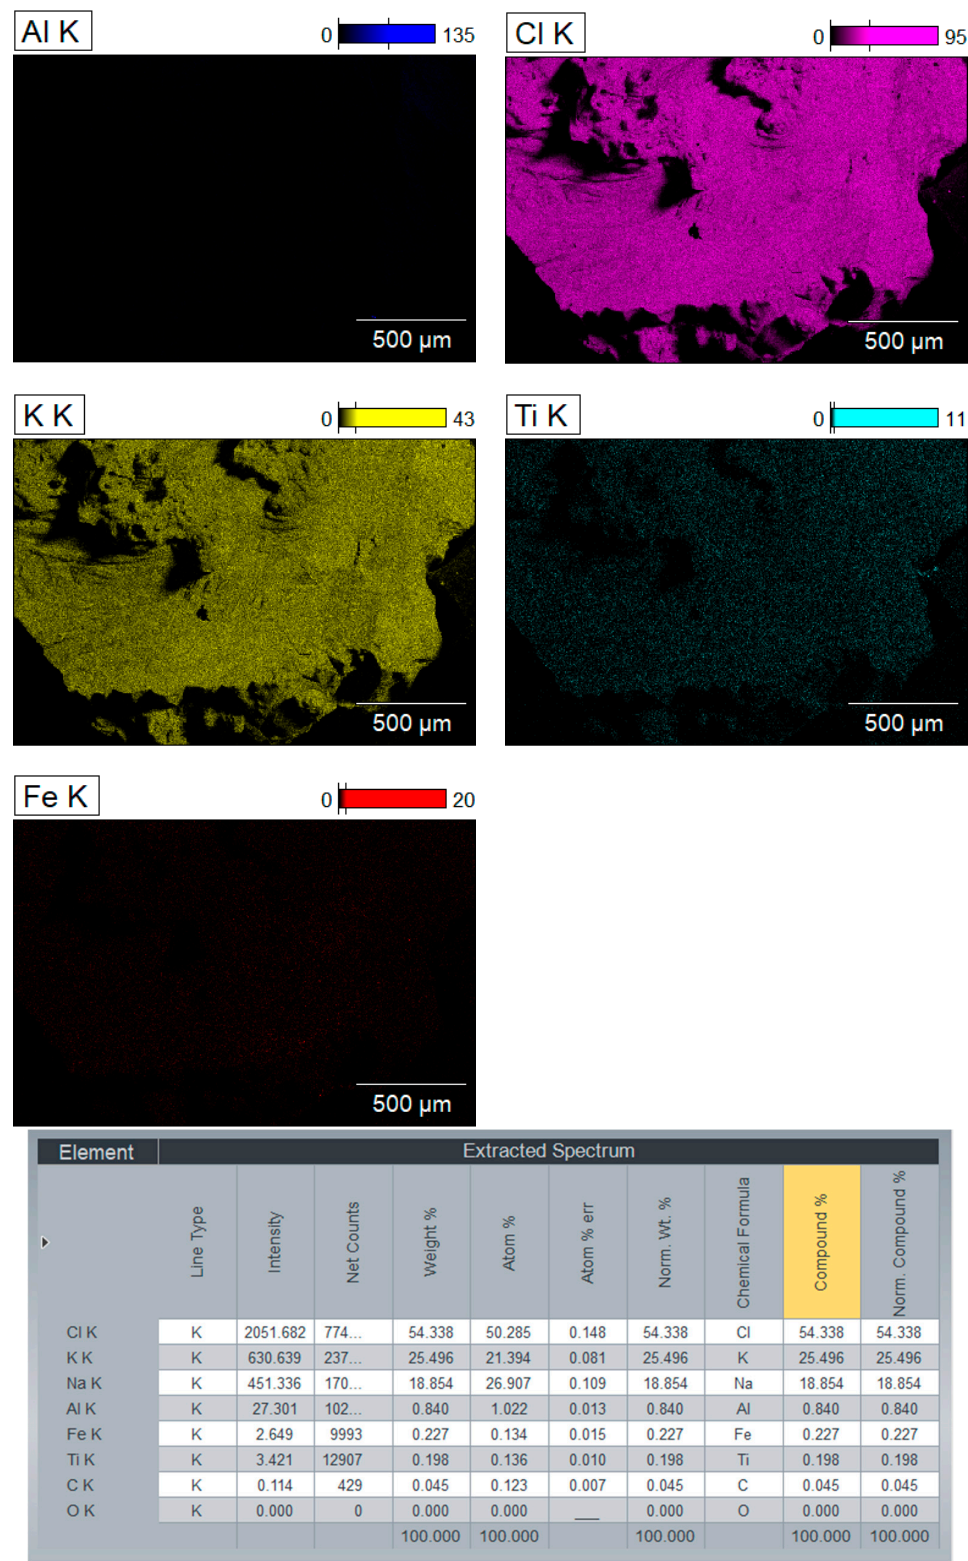 Al K 0 135 Cl K 0 95
500 µm 500 µm
K K 0 43 Ti K 0 11
500 µm 500 µm
Fe K 0 20
500 µm
Element Extracted Spectrum
Line Type Intensity Net Counts Weight % Atom % Atom % err Norm. Wt. % Chemical Formula Compound % Norm. Compound %
Cl K K 2051.682 774... 54.338 50.285 0.148 54.338 Cl 54.338 54.338
K K K 630.639 237... 25.496 21.394 0.081 25.496 K 25.496 25.496
Na K K 451.336 170... 18.854 26.907 0.109 18.854 Na 18.854 18.854
Al K K 27.301 102... 0.840 1.022 0.013 0.840 Al 0.840 0.840
Fe K K 2.649 9993 0.227 0.134 0.015 0.227 Fe 0.227 0.227
Ti K K 3.421 12907 0.198 0.136 0.010 0.198 Ti 0.198 0.198
C K K 0.114 429 0.045 0.123 0.007 0.045 C 0.045 0.045
O K K 0.000 0 0.000 0.000 ___ 0.000 O 0.000 0.000
100.000 100.000 100.000 100.000 100.000